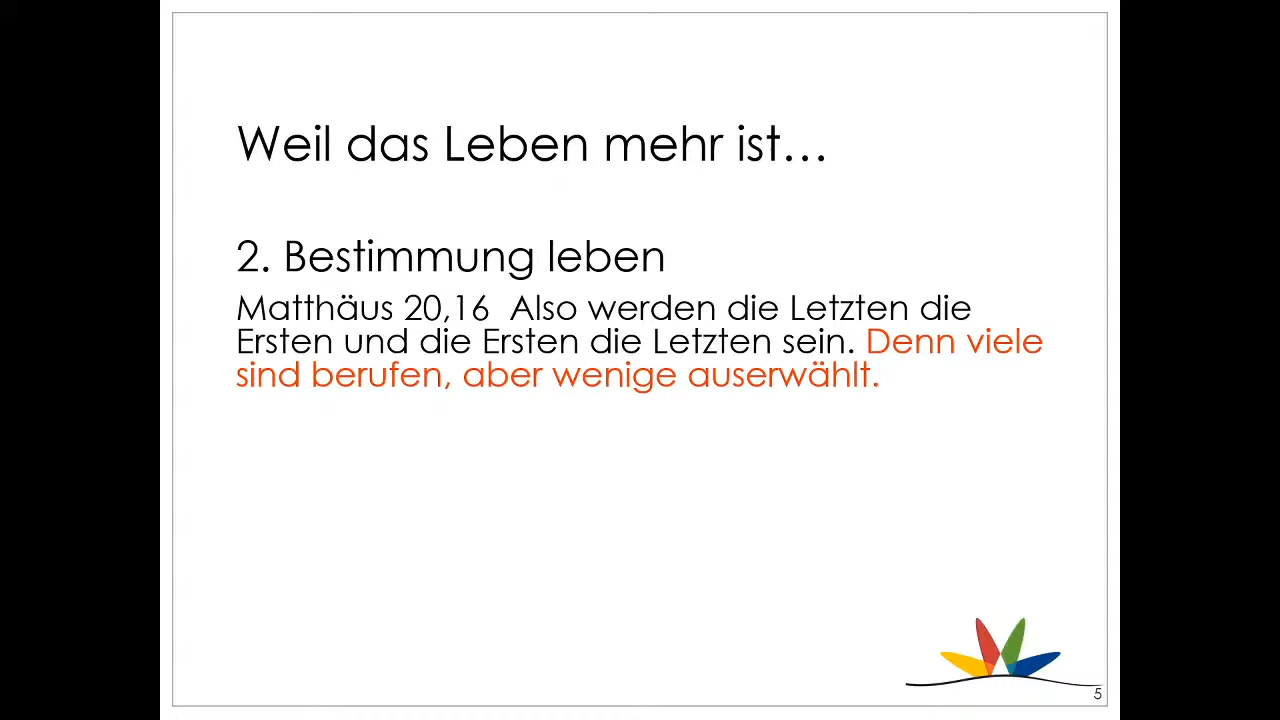 Weil das Leben mehr ist...
2. Bestimmung leben
Matthäus 20,16  Also werden die Letzten die
Ersten und die Ersten die Letzten sein. Denn viele
sind berufen, aber wenige auserwählt.
5